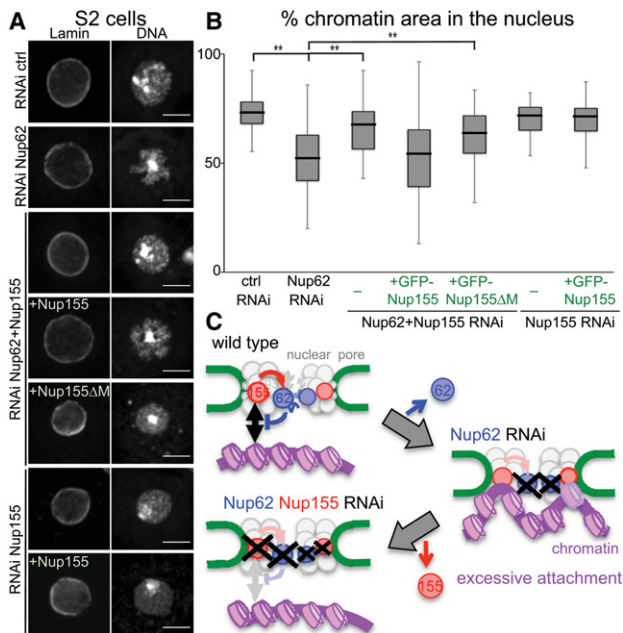 A
S2 cells
Lamin
DNA
RNAi ctrl
RNAi Nup62
RNAi Nup62+Nup155
+Nup155
+Nup155ΔM
RNAi Nup155
+Nup155
B
% chromatin area in the nucleus
100
50
0
**
**
**
ctrl
RNAi
Nup62
RNAi
–
+GFP-
Nup155
+GFP-
Nup155ΔM
Nup62+Nup155 RNAi
–
+GFP-
Nup155
Nup155 RNAi
C
wild type
nuclear pore
155
62
62
Nup62 RNAi
Nup62 Nup155 RNAi
chromatin
155
excessive attachment